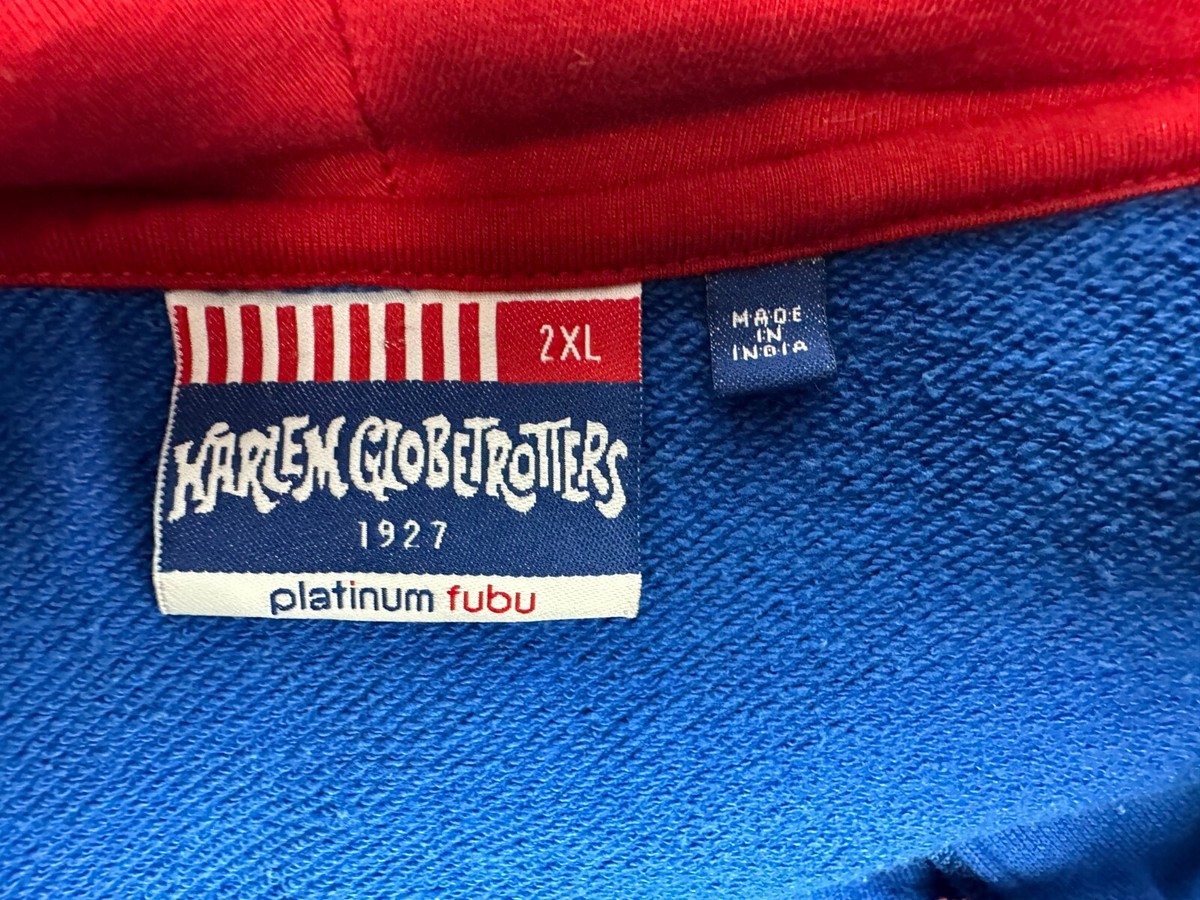 2XL
HARLEM GLOBETROTTERS
1927
platinum fubu
MADE
IN
INDIA